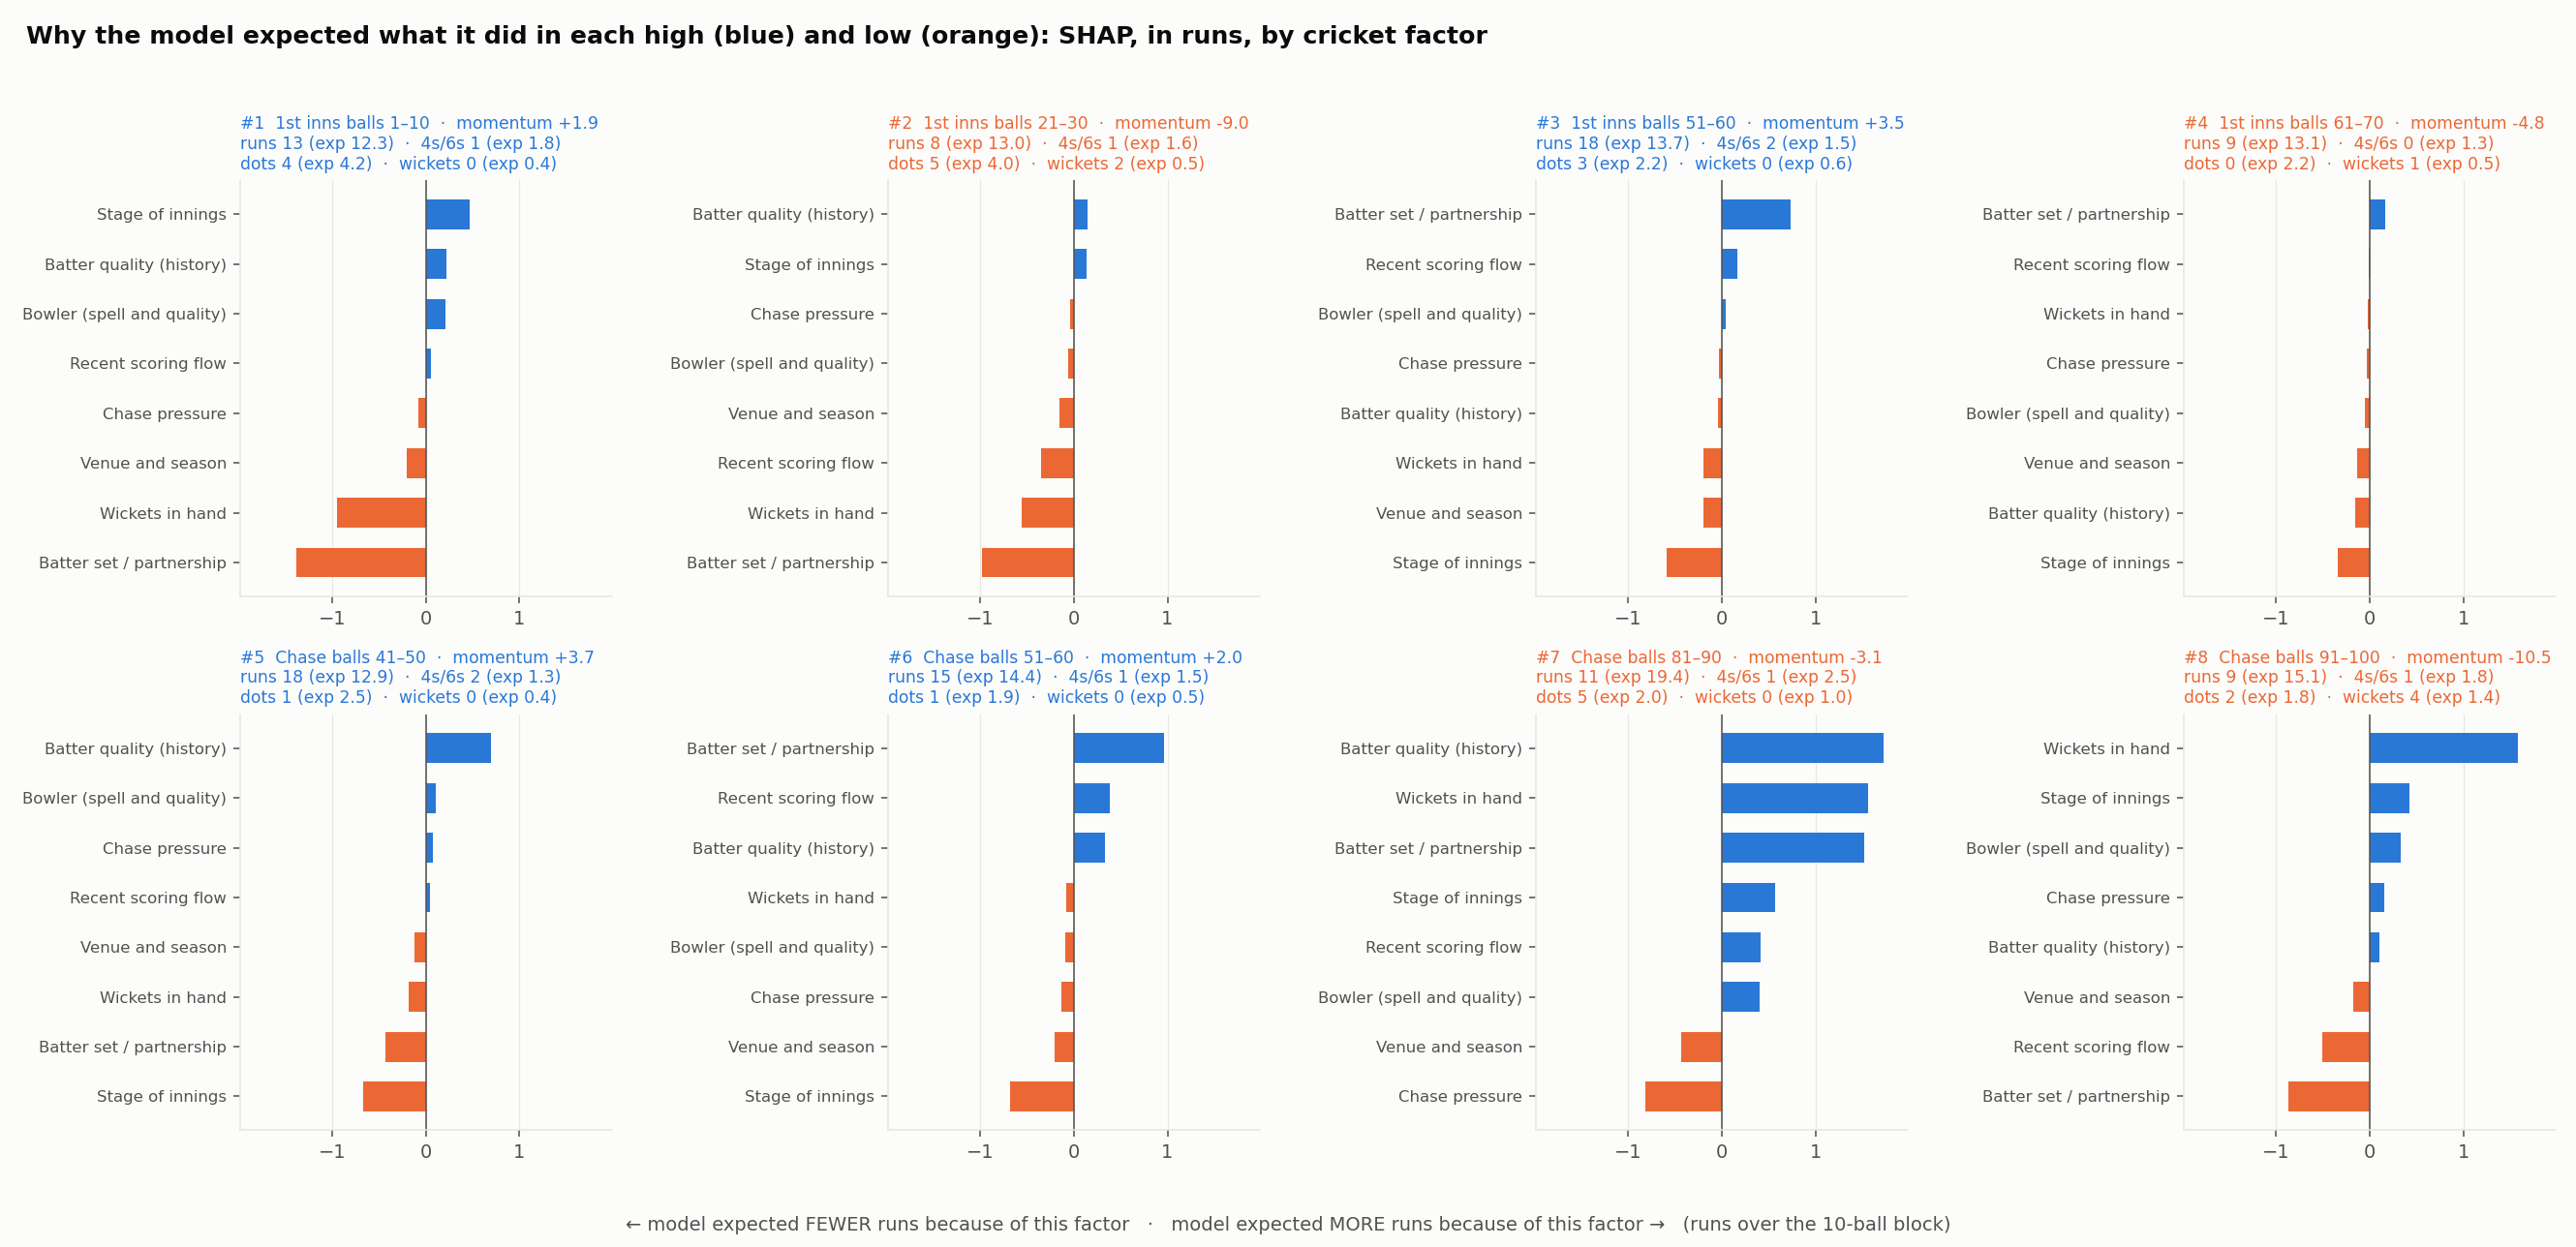 Why the model expected what it did in each high (blue) and low (orange): SHAP, in runs, by cricket factor
#1  1st inns balls 1–10  ·  momentum +1.9
runs 13 (exp 12.3)  ·  4s/6s 1 (exp 1.8)
dots 4 (exp 4.2)  ·  wickets 0 (exp 0.4)
Stage of innings
Batter quality (history)
Bowler (spell and quality)
Recent scoring flow
Chase pressure
Venue and season
Wickets in hand
Batter set / partnership
−1 0 1
#2  1st inns balls 21–30  ·  momentum -9.0
runs 8 (exp 13.0)  ·  4s/6s 1 (exp 1.6)
dots 5 (exp 4.0)  ·  wickets 2 (exp 0.5)
Batter quality (history)
Stage of innings
Chase pressure
Bowler (spell and quality)
Venue and season
Recent scoring flow
Wickets in hand
Batter set / partnership
−1 0 1
#3  1st inns balls 51–60  ·  momentum +3.5
runs 18 (exp 13.7)  ·  4s/6s 2 (exp 1.5)
dots 3 (exp 2.2)  ·  wickets 0 (exp 0.6)
Batter set / partnership
Recent scoring flow
Bowler (spell and quality)
Chase pressure
Batter quality (history)
Wickets in hand
Venue and season
Stage of innings
−1 0 1
#4  1st inns balls 61–70  ·  momentum -4.8
runs 9 (exp 13.1)  ·  4s/6s 0 (exp 1.3)
dots 0 (exp 2.2)  ·  wickets 1 (exp 0.5)
Batter set / partnership
Recent scoring flow
Wickets in hand
Chase pressure
Bowler (spell and quality)
Venue and season
Batter quality (history)
Stage of innings
−1 0 1
#5  Chase balls 41–50  ·  momentum +3.7
runs 18 (exp 12.9)  ·  4s/6s 2 (exp 1.3)
dots 1 (exp 2.5)  ·  wickets 0 (exp 0.4)
Batter quality (history)
Bowler (spell and quality)
Chase pressure
Recent scoring flow
Venue and season
Wickets in hand
Batter set / partnership
Stage of innings
−1 0 1
#6  Chase balls 51–60  ·  momentum +2.0
runs 15 (exp 14.4)  ·  4s/6s 1 (exp 1.5)
dots 1 (exp 1.9)  ·  wickets 0 (exp 0.5)
Batter set / partnership
Recent scoring flow
Batter quality (history)
Wickets in hand
Bowler (spell and quality)
Chase pressure
Venue and season
Stage of innings
−1 0 1
#7  Chase balls 81–90  ·  momentum -3.1
runs 11 (exp 19.4)  ·  4s/6s 1 (exp 2.5)
dots 5 (exp 2.0)  ·  wickets 0 (exp 1.0)
Batter quality (history)
Wickets in hand
Batter set / partnership
Stage of innings
Recent scoring flow
Bowler (spell and quality)
Venue and season
Chase pressure
−1 0 1
#8  Chase balls 91–100  ·  momentum -10.5
runs 9 (exp 15.1)  ·  4s/6s 1 (exp 1.8)
dots 2 (exp 1.8)  ·  wickets 4 (exp 1.4)
Wickets in hand
Stage of innings
Bowler (spell and quality)
Chase pressure
Batter quality (history)
Venue and season
Recent scoring flow
Batter set / partnership
−1 0 1
← model expected FEWER runs because of this factor  ·  model expected MORE runs because of this factor →  (runs over the 10-ball block)